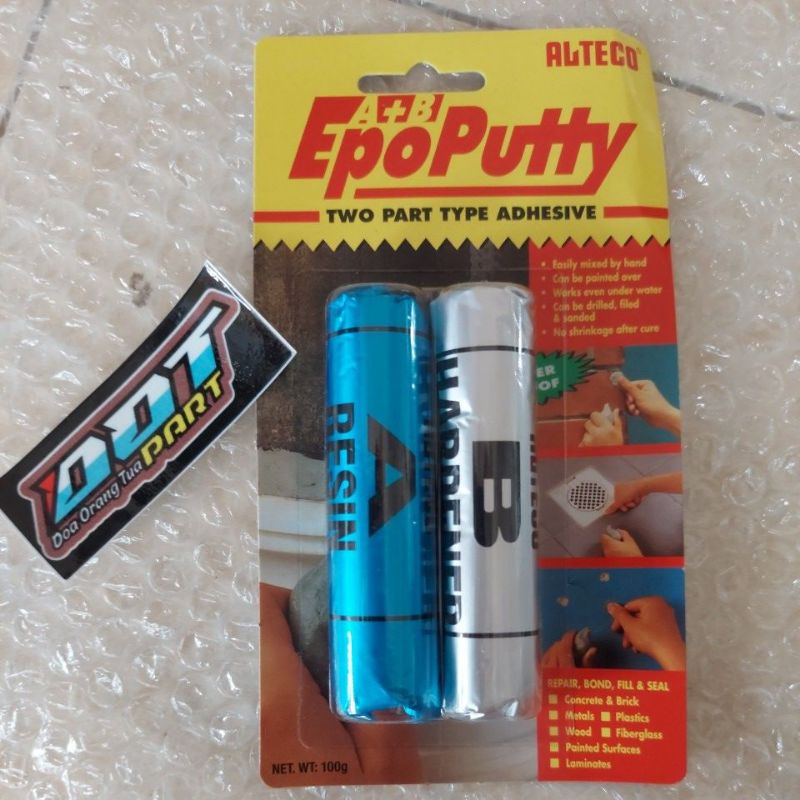 ALTECO
A+B
EpoPutty
TWO PART TYPE ADHESIVE
• Easily mixed by hand
• Can be painted over
• Works even under water
• Can be drilled, filed
& sanded
• No shrinkage after cure
DOT
PART
Doa Orang Tua
A
RESIN
B
HARDENER
REPAIR, BOND, FILL & SEAL
Concrete & Brick
Metals Plastics
Wood Fiberglass
Painted Surfaces
Laminates
NET. WT: 100g